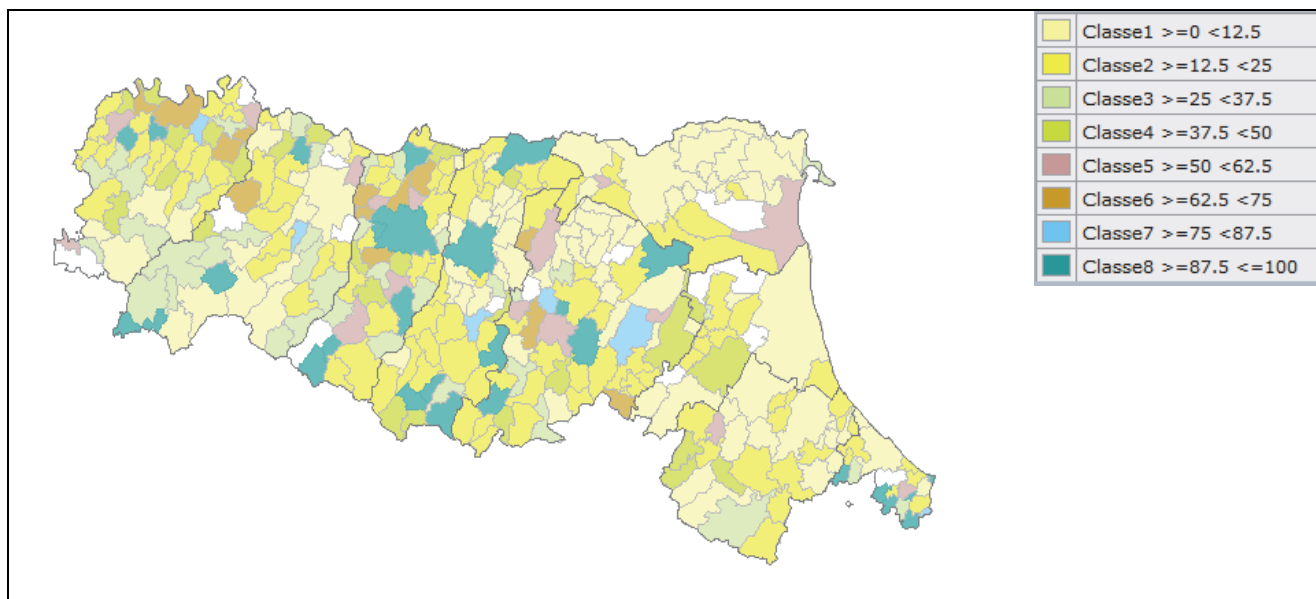 Classe1 >=0 <12.5
Classe2 >=12.5 <25
Classe3 >=25 <37.5
Classe4 >=37.5 <50
Classe5 >=50 <62.5
Classe6 >=62.5 <75
Classe7 >=75 <87.5
Classe8 >=87.5 <=100